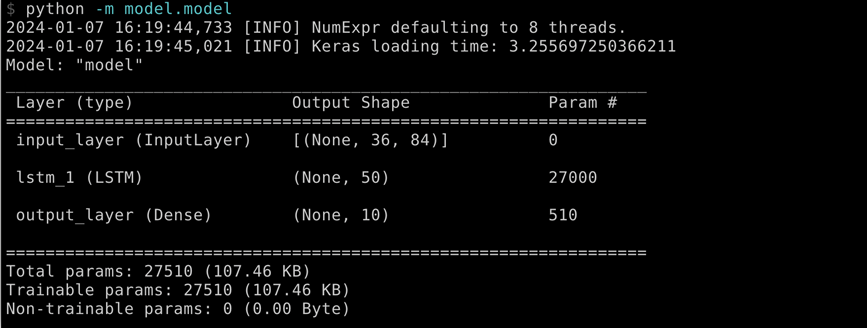 $ python -m model.model
2024-01-07 16:19:44,733 [INFO] NumExpr defaulting to 8 threads.
2024-01-07 16:19:45,021 [INFO] Keras loading time: 3.255697250366211
Model: "model"
_________________________________________________________________
Layer (type) Output Shape Param #
=================================================================
input_layer (InputLayer) [(None, 36, 84)] 0
lstm_1 (LSTM) (None, 50) 27000
output_layer (Dense) (None, 10) 510
=================================================================
Total params: 27510 (107.46 KB)
Trainable params: 27510 (107.46 KB)
Non-trainable params: 0 (0.00 Byte)